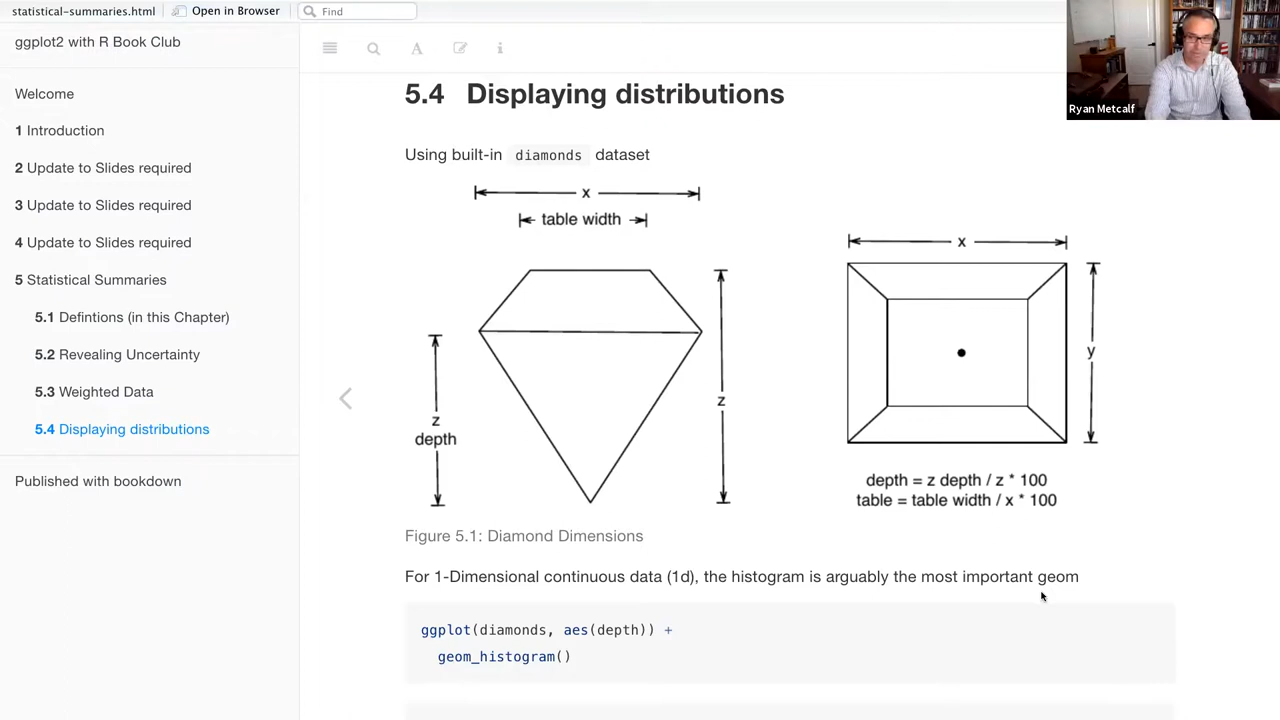 statistical-summaries.html Open in Browser Find
ggplot2 with R Book Club
Welcome
1 Introduction
2 Update to Slides required
3 Update to Slides required
4 Update to Slides required
5 Statistical Summaries
5.1 Defintions (in this Chapter)
5.2 Revealing Uncertainty
5.3 Weighted Data
5.4 Displaying distributions
Published with bookdown
Ryan Metcalf
5.4 Displaying distributions
Using built-in diamonds dataset
x
table width
z
depth
z
x
y
depth = z depth / z * 100
table = table width / x * 100
Figure 5.1: Diamond Dimensions
For 1-Dimensional continuous data (1d), the histogram is arguably the most important geom
ggplot(diamonds, aes(depth)) +
geom_histogram()